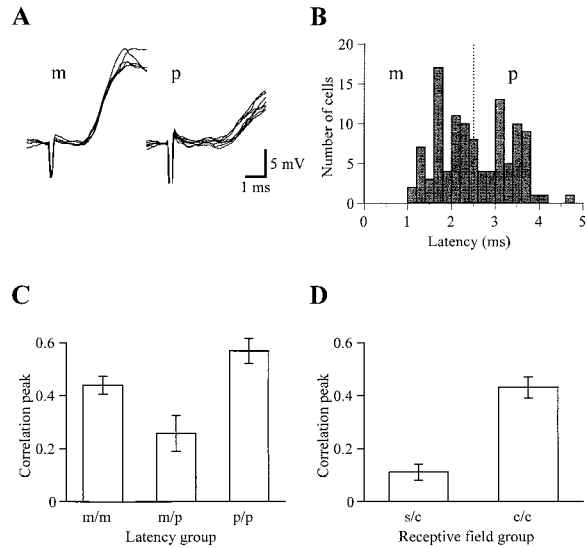 A
m
p
5 mV
1 ms
B
20
15
10
5
0
Number of cells
m
p
0 1 2 3 4 5
Latency (ms)
C
0.6
0.4
0.2
0
Correlation peak
m/m m/p p/p
Latency group
D
0.6
0.4
0.2
0
Correlation peak
s/c c/c
Receptive field group